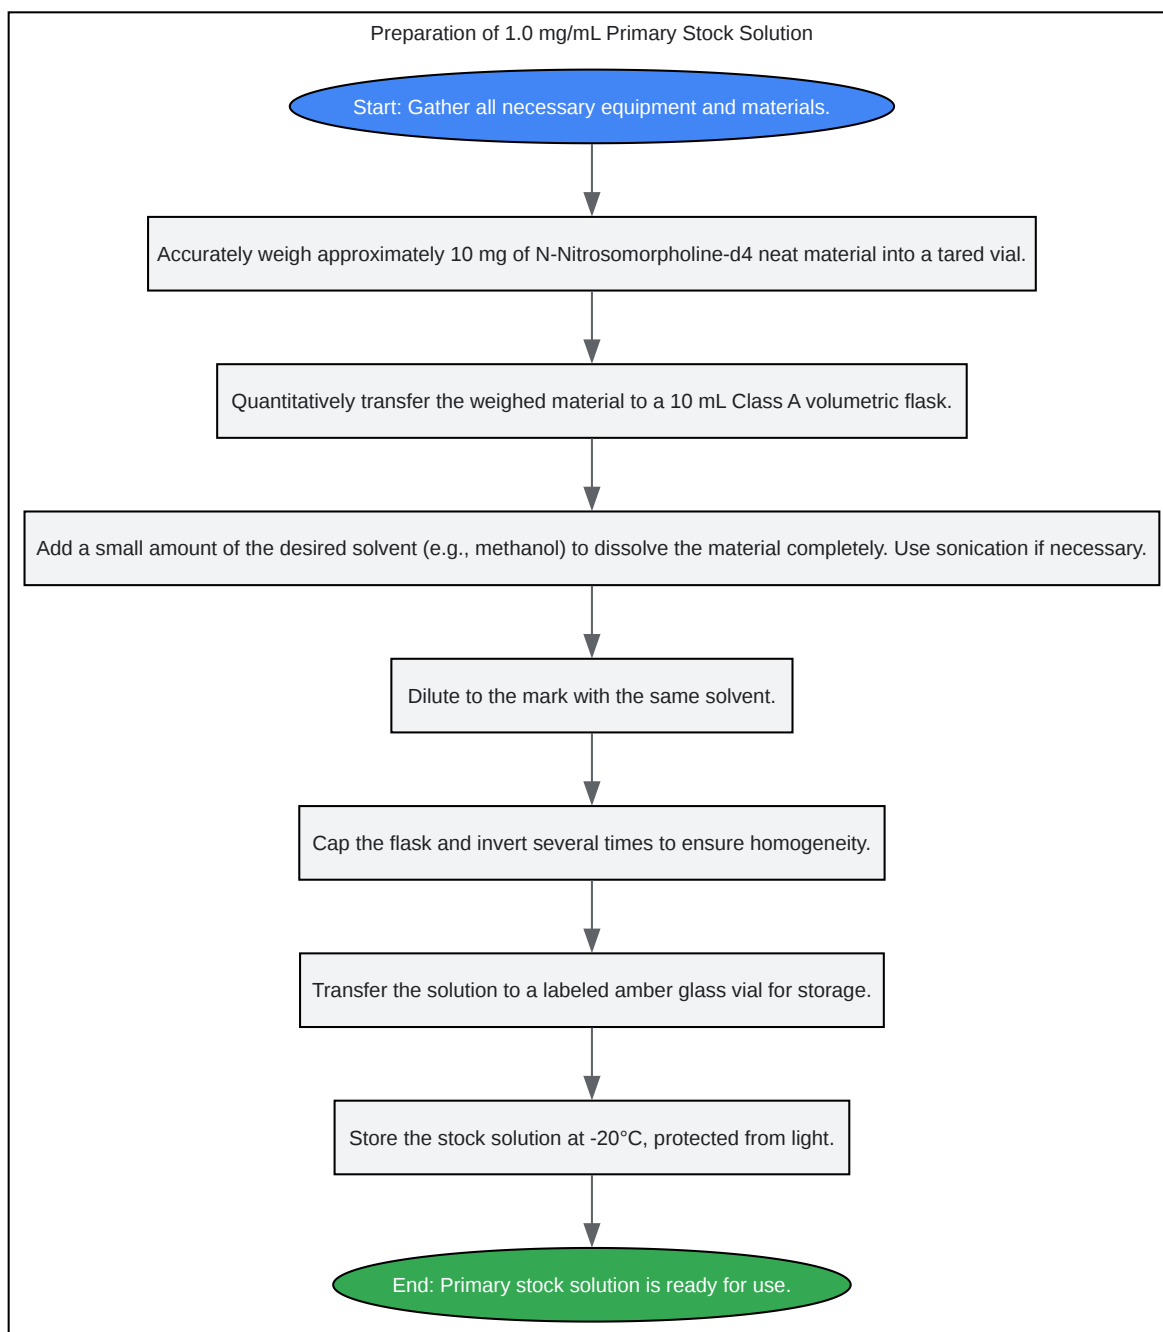 Preparation of 1.0 mg/mL Primary Stock Solution
Start: Gather all necessary equipment and materials.
Accurately weigh approximately 10 mg of N-Nitrosomorpholine-d4 neat material into a tared vial.
Quantitatively transfer the weighed material to a 10 mL Class A volumetric flask.
Add a small amount of the desired solvent (e.g., methanol) to dissolve the material completely. Use sonication if necessary.
Dilute to the mark with the same solvent.
Cap the flask and invert several times to ensure homogeneity.
Transfer the solution to a labeled amber glass vial for storage.
Store the stock solution at -20°C, protected from light.
End: Primary stock solution is ready for use.